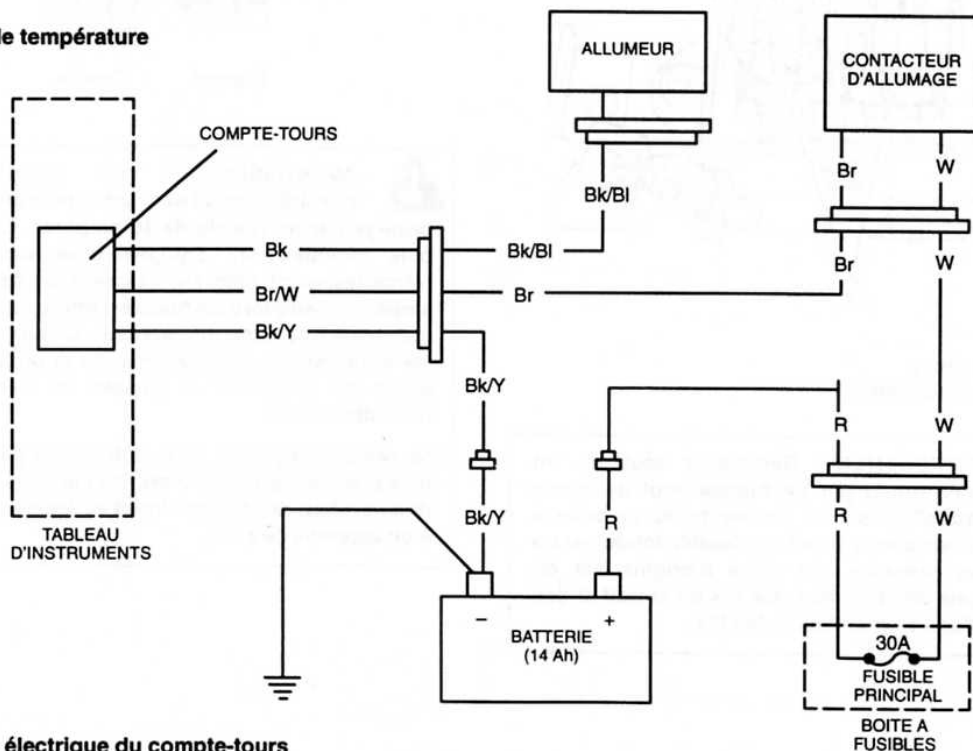 le température
ALLUMEUR
CONTACTEUR
D'ALLUMAGE
COMPTE-TOURS
Br
W
Bk/Bl
Bk
Bk/Bl
Br/W
Br
Br
W
Bk/Y
Bk/Y
R
W
Bk/Y
R
R
W
TABLEAU
D'INSTRUMENTS
–
+
BATTERIE
(14 Ah)
30A
FUSIBLE
PRINCIPAL
BOITE A
FUSIBLES
électrique du compte-tours